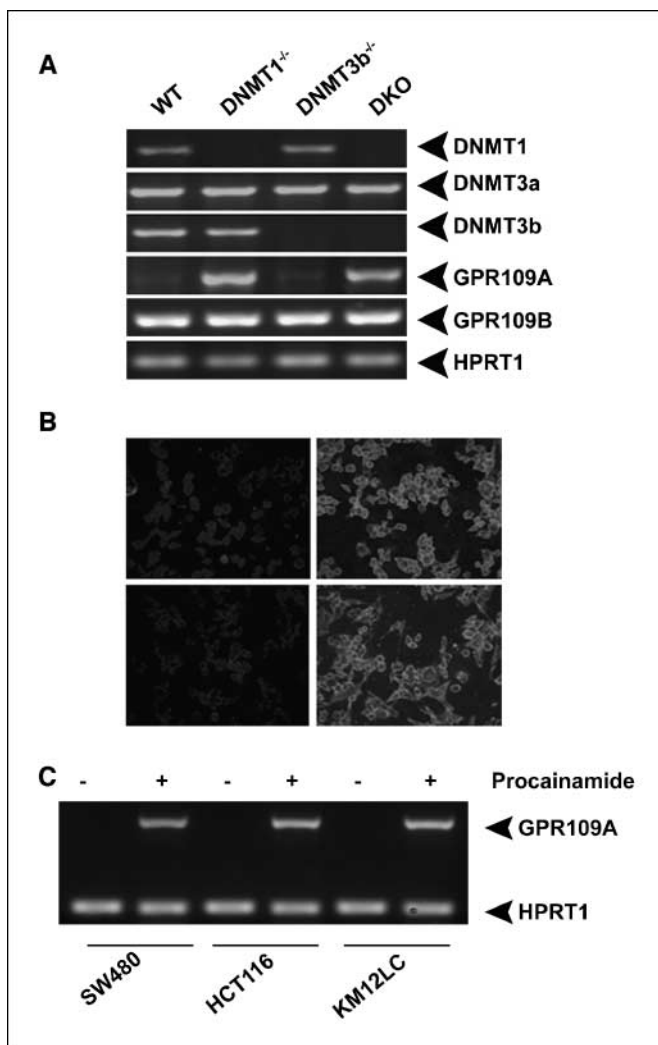 A
WT
DNMT1-/-
DNMT3b-/-
DKO
DNMT1
DNMT3a
DNMT3b
GPR109A
GPR109B
HPRT1
B
C
- + - + - + Procainamide
GPR109A
HPRT1
SW480
HCT116
KM12LC